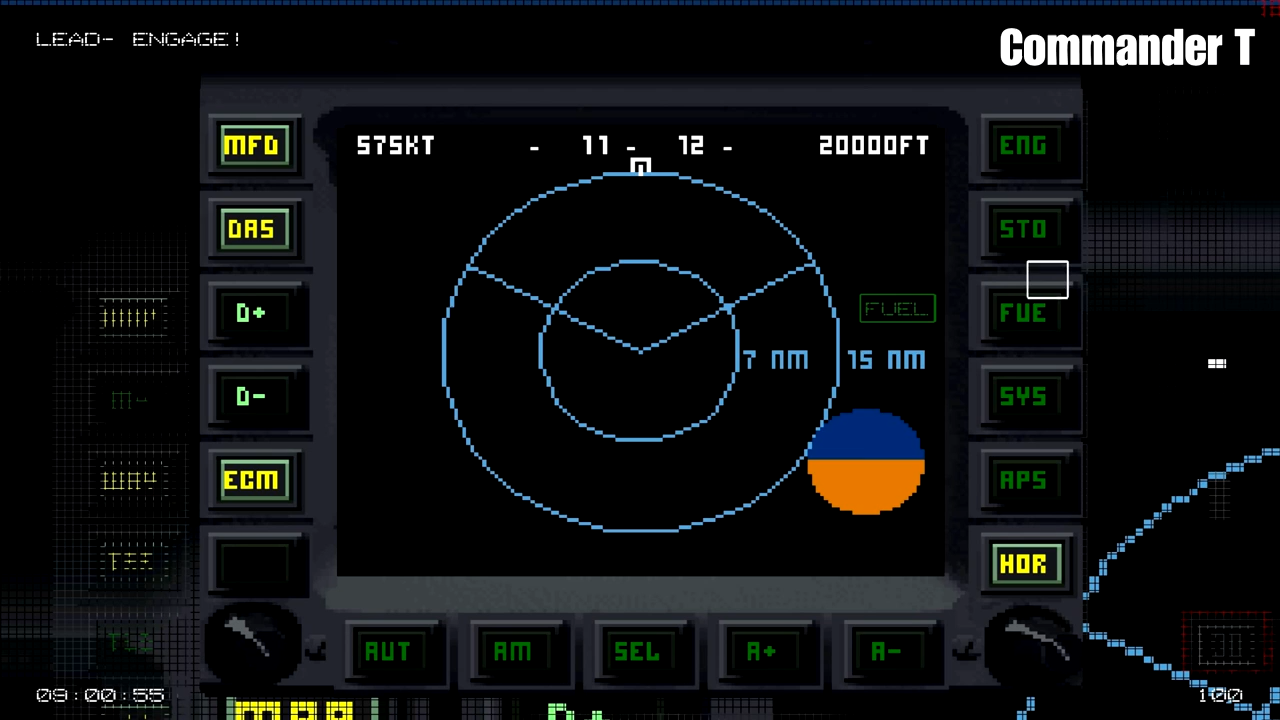 LEAD- ENGAGE!
Commander T
MFD
575KT
- 11 - 12 -
20000FT
ENG
DAS
STO
D+
FUEL
FUE
7 NM
15 NM
D-
SYS
ECM
APS
HOR
AUT
AM
SEL
A+
A-
09:00:55
100